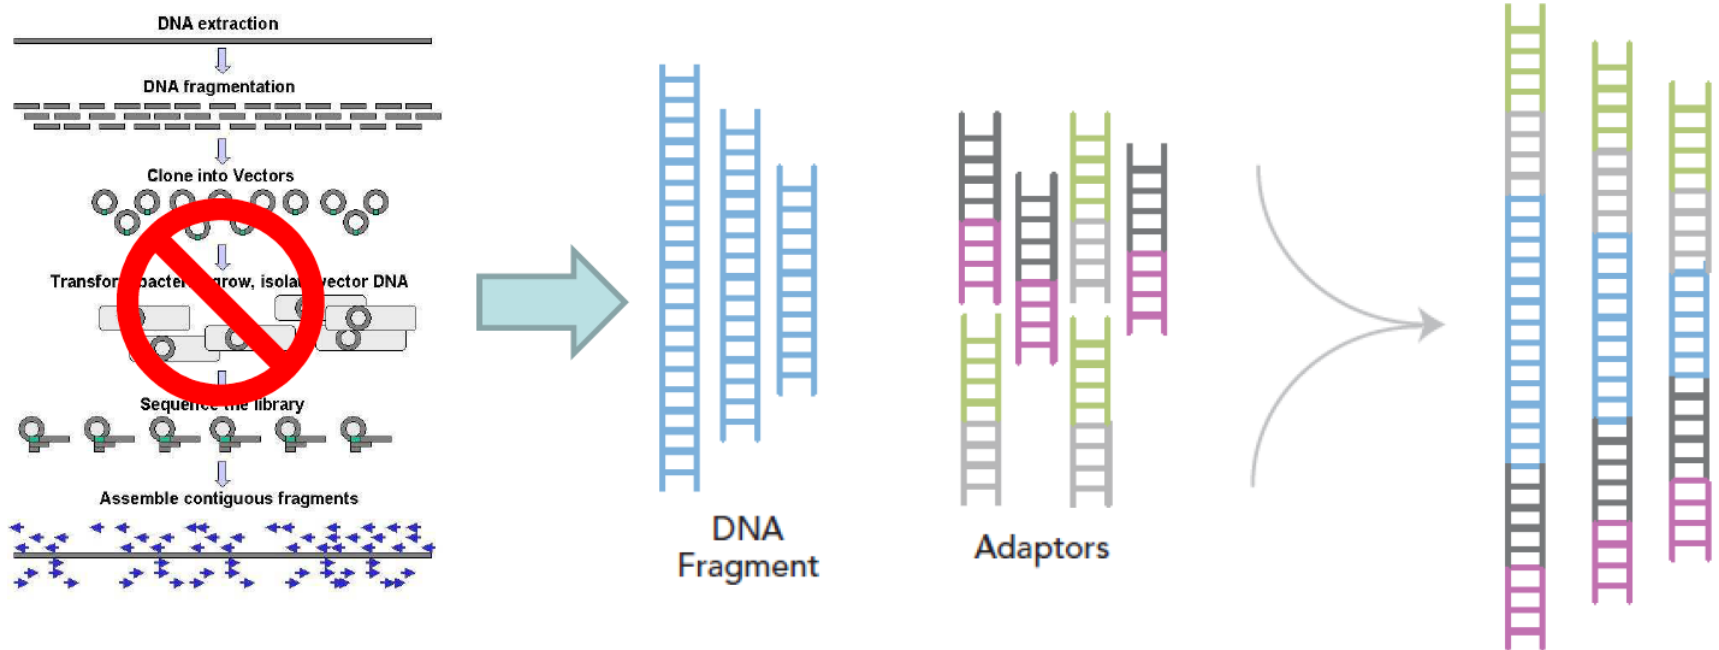 DNA extraction
DNA fragmentation
Clone into Vectors
Transfor bacter grow, isola vector DNA
Sequence the library
Assemble contiguous fragments
DNA
Fragment
Adaptors